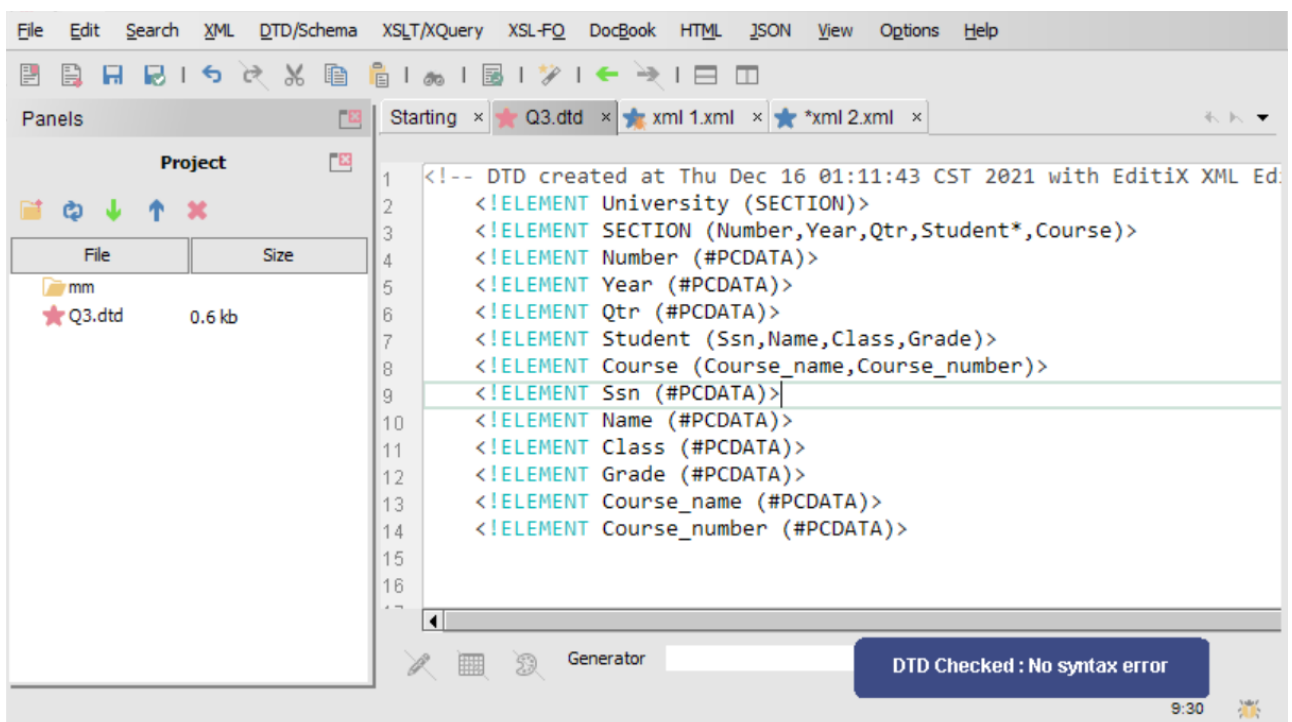 File Edit Search XML DTD/Schema XSLT/XQuery XSL-FO DocBook HTML JSON View Options Help
Panels
Project
File Size
mm
Q3.dtd 0.6 kb
Starting × Q3.dtd × xml 1.xml × *xml 2.xml ×
1 <!-- DTD created at Thu Dec 16 01:11:43 CST 2021 with EditiX XML Ed
2 <!ELEMENT University (SECTION)>
3 <!ELEMENT SECTION (Number,Year,Qtr,Student*,Course)>
4 <!ELEMENT Number (#PCDATA)>
5 <!ELEMENT Year (#PCDATA)>
6 <!ELEMENT Qtr (#PCDATA)>
7 <!ELEMENT Student (Ssn,Name,Class,Grade)>
8 <!ELEMENT Course (Course_name,Course_number)>
9 <!ELEMENT Ssn (#PCDATA)>
10 <!ELEMENT Name (#PCDATA)>
11 <!ELEMENT Class (#PCDATA)>
12 <!ELEMENT Grade (#PCDATA)>
13 <!ELEMENT Course_name (#PCDATA)>
14 <!ELEMENT Course_number (#PCDATA)>
15
16
Generator
DTD Checked : No syntax error
9:30